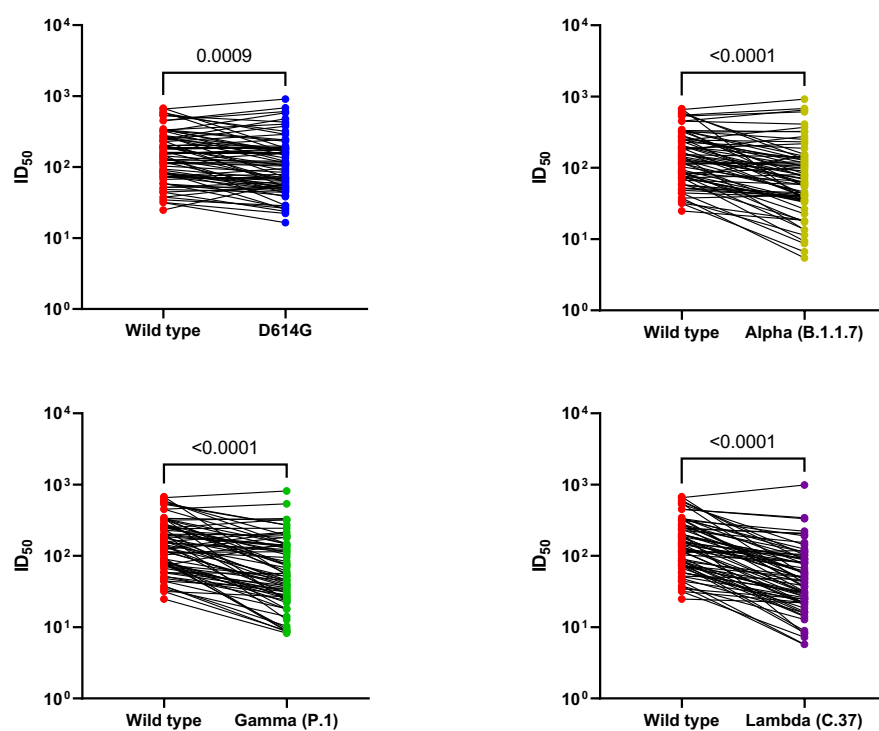 10⁴
0.0009
10³
ID₅₀
10²
10¹
10⁰
Wild type
D614G
10⁴
<0.0001
10³
ID₅₀
10²
10¹
10⁰
Wild type
Alpha (B.1.1.7)
10⁴
<0.0001
10³
ID₅₀
10²
10¹
10⁰
Wild type
Gamma (P.1)
10⁴
<0.0001
10³
ID₅₀
10²
10¹
10⁰
Wild type
Lambda (C.37)